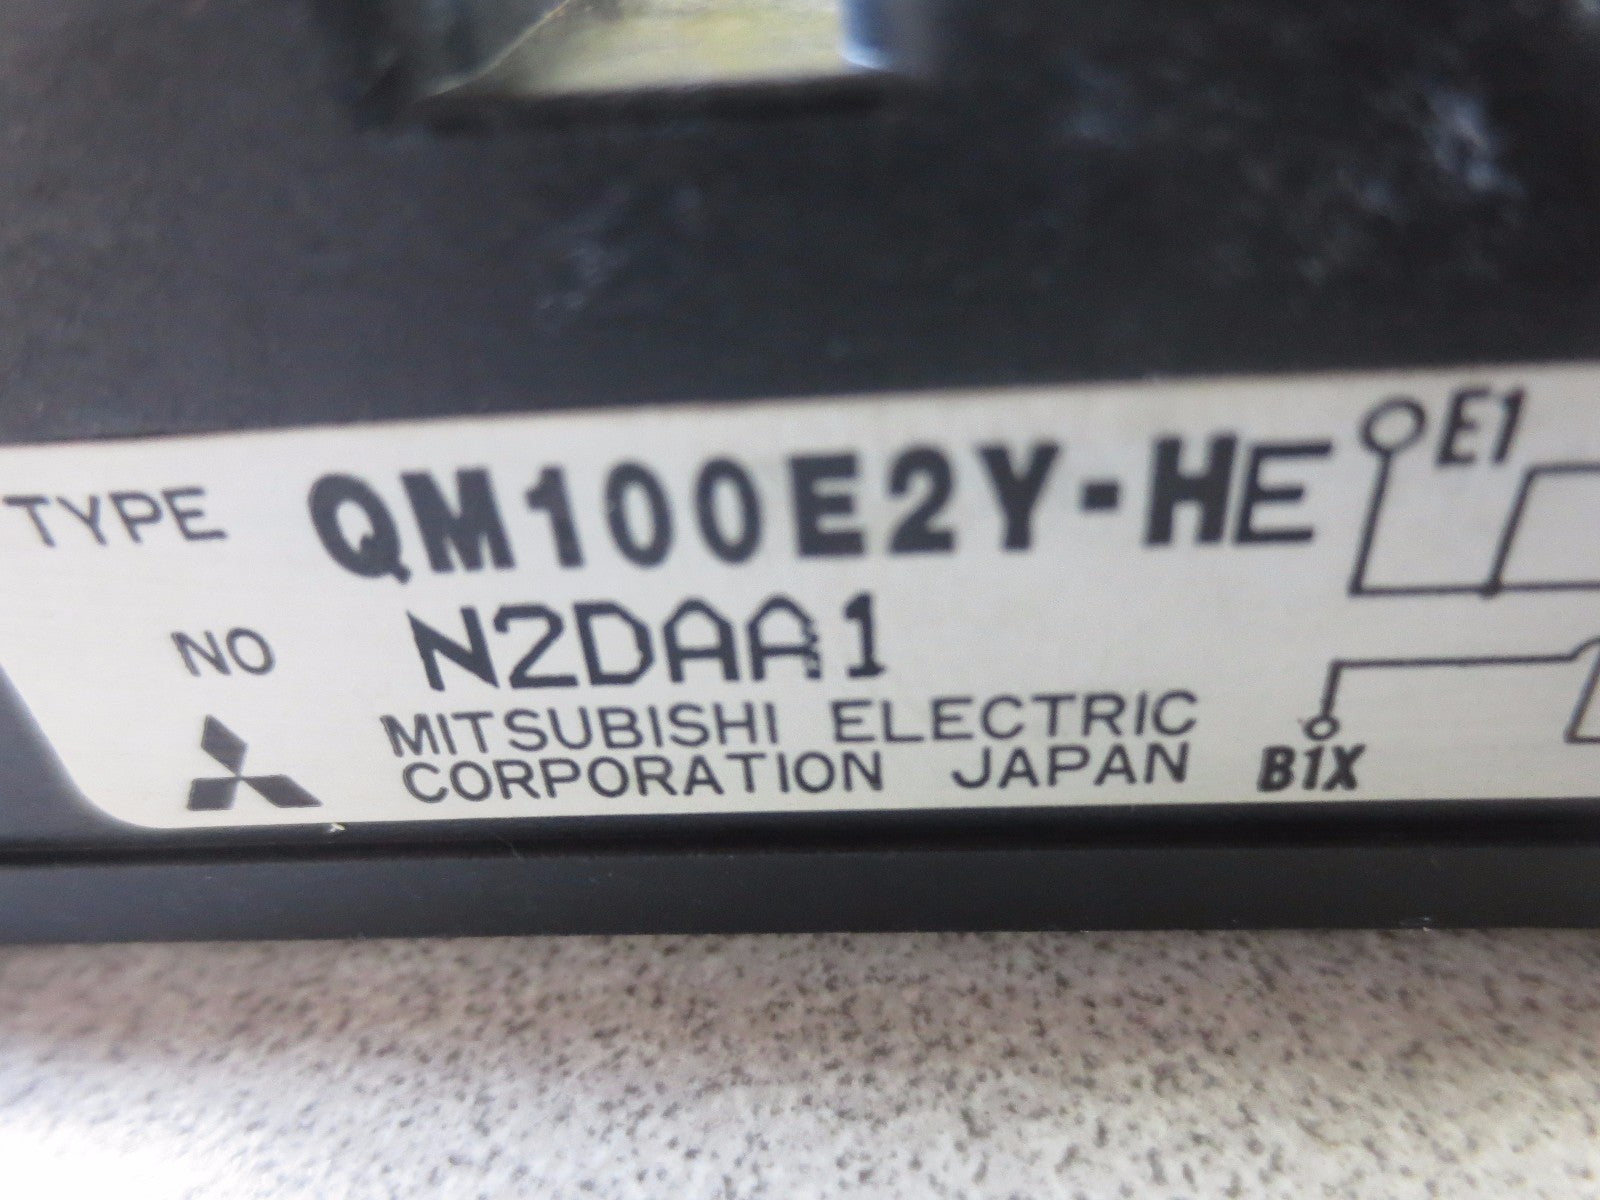 TYPE QM100E2Y-HE
E1
NO N2DAA1
MITSUBISHI ELECTRIC
CORPORATION JAPAN
B1X